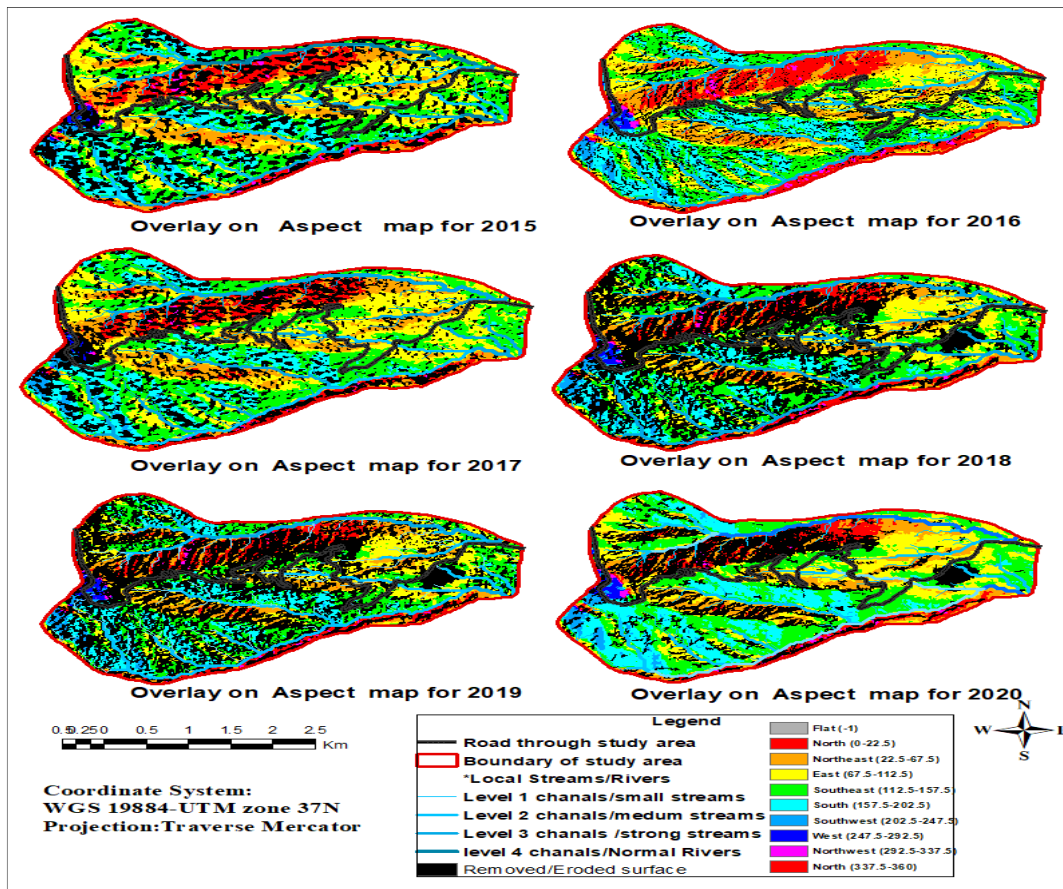 Overlay on Aspect map for 2015
Overlay on Aspect map for 2016
Overlay on Aspect map for 2017
Overlay on Aspect map for 2018
Overlay on Aspect map for 2019
Overlay on Aspect map for 2020
0.50.250 0.5 1 1.5 2 2.5
Km
Coordinate System:
WGS 19884-UTM zone 37N
Projection:Traverse Mercator
Legend
Road through study area
Boundary of study area
*Local Streams/Rivers
Level 1 chanals/small streams
Level 2 chanals/medum streams
Level 3 chanals /strong streams
level 4 chanals/Normal Rivers
Removed/Eroded surface
Flat (-1)
North (0-22.5)
Northeast (22.5-67.5)
East (67.5-112.5)
Southeast (112.5-157.5)
South (157.5-202.5)
Southwest (202.5-247.5)
West (247.5-292.5)
Northwest (292.5-337.5)
North (337.5-360)
N
W
S